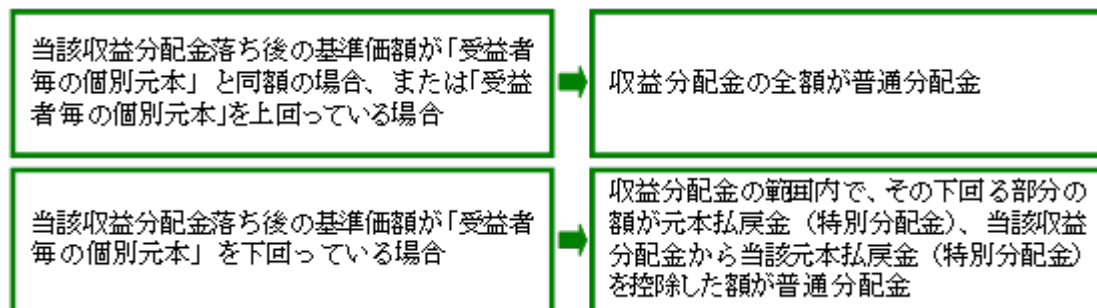 当該収益分配金落ち後の基準価額が「受益者
毎の個別元本」と同額の場合、または「受益
者毎の個別元本」を上回っている場合
収益分配金の全額が普通分配金
当該収益分配金落ち後の基準価額が「受益者
毎の個別元本」を下回っている場合
収益分配金の範囲内で、その下回る部分の
額が元本払戻金（特別分配金）、当該収益
分配金から当該元本払戻金（特別分配金）
を控除した額が普通分配金